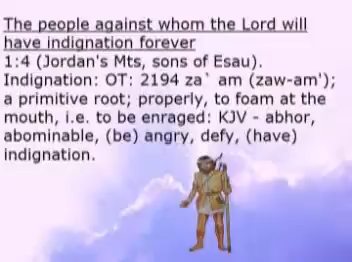 The people against whom the Lord will
have indignation forever
1:4 (Jordan's Mts, sons of Esau).
Indignation: OT: 2194 za` am (zaw-am');
a primitive root; properly, to foam at the
mouth, i.e. to be enraged: KJV - abhor,
abominable, (be) angry, defy, (have)
indignation.